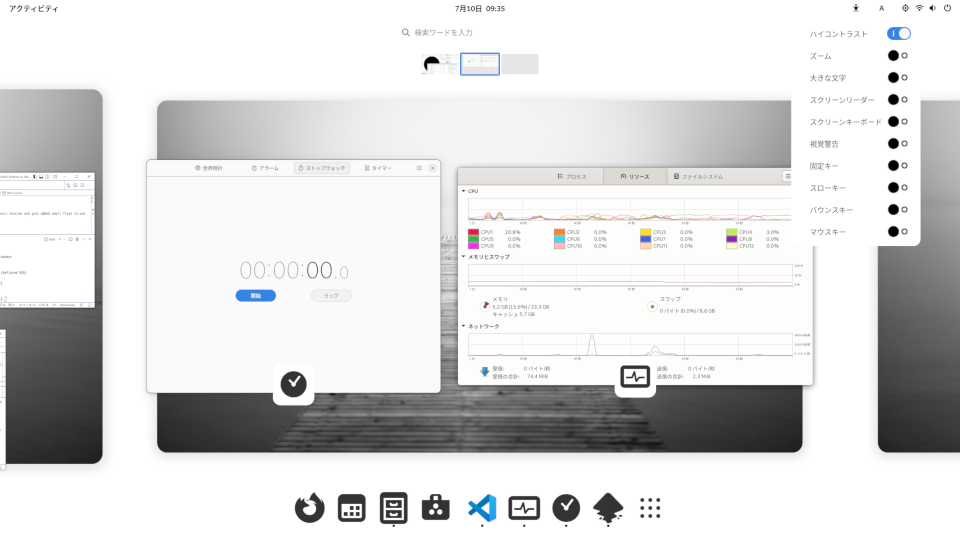 アクティビティ
7月10日 09:35
A
検索ワードを入力
ハイコントラスト
ズーム
大きな文字
スクリーンリーダー
スクリーンキーボード
視覚警告
固定キー
スローキー
バウンスキー
マウスキー
世界時計
アラーム
ストップウォッチ
タイマー
00:00:00.0
開始
ラップ
プロセス
リソース
ファイルシステム
CPU
CPU1 20.8%
CPU2 0.0%
CPU3 0.0%
CPU4 3.0%
CPU5 0.0%
CPU6 0.0%
CPU7 0.0%
CPU8 0.0%
CPU9 0.0%
CPU10 0.0%
CPU11 0.0%
CPU12 0.0%
メモリとスワップ
メモリ
5.2 GB (15.6%) / 33.3 GB
キャッシュ 5.7 GB
スワップ
0 バイト (0.0%) / 8.6 GB
ネットワーク
受信: 0 バイト/秒
受信の合計: 74.4 MiB
送信: 0 バイト/秒
送信の合計: 2.3 MiB